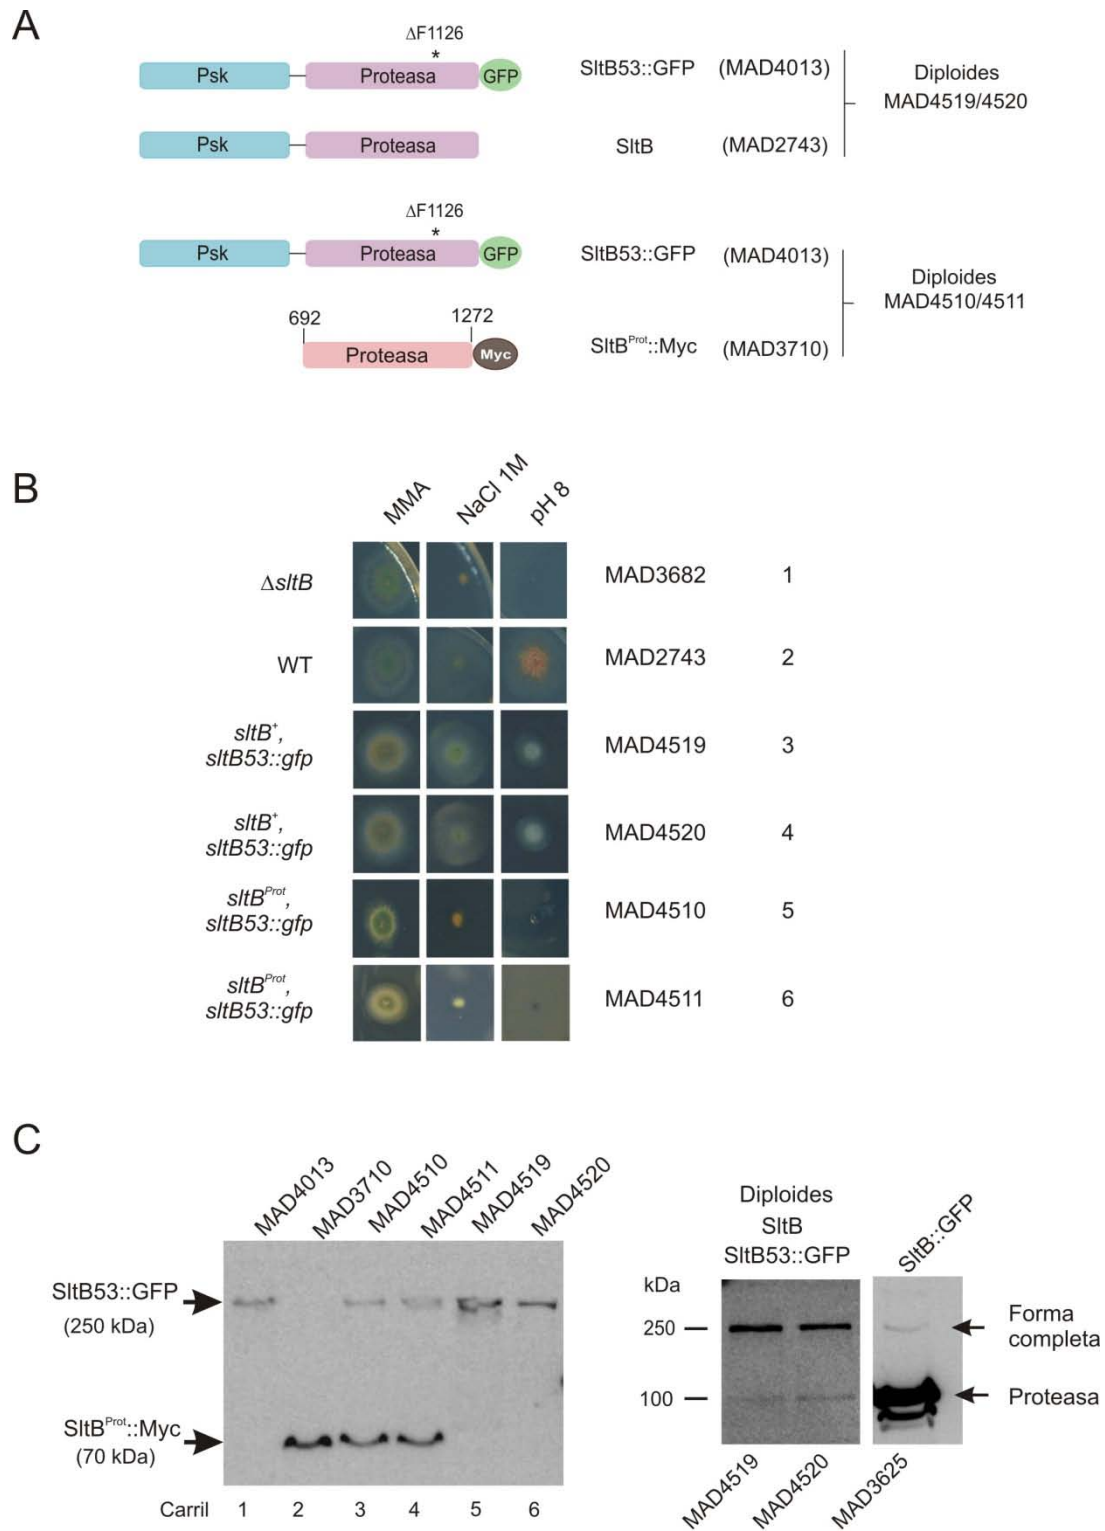 A
ΔF1126
*
Psk
Proteasa
GFP
SltB53::GFP
(MAD4013)
Diploides
MAD4519/4520
Psk
Proteasa
SltB
(MAD2743)
ΔF1126
*
Psk
Proteasa
GFP
SltB53::GFP
(MAD4013)
Diploides
MAD4510/4511
692
1272
Proteasa
Myc
SltBProt::Myc
(MAD3710)
B
MMA
NaCl 1M
pH 8
ΔsltB
MAD3682
1
WT
MAD2743
2
sltB+,
sltB53::gfp
MAD4519
3
sltB+,
sltB53::gfp
MAD4520
4
sltBProt,
sltB53::gfp
MAD4510
5
sltBProt,
sltB53::gfp
MAD4511
6
C
MAD4013
MAD3710
MAD4510
MAD4511
MAD4519
MAD4520
SltB53::GFP
(250 kDa)
SltBProt::Myc
(70 kDa)
Carril
1
2
3
4
5
6
Diploides
SltB
SltB53::GFP
SltB::GFP
kDa
250
100
Forma
completa
Proteasa
MAD4519
MAD4520
MAD3625